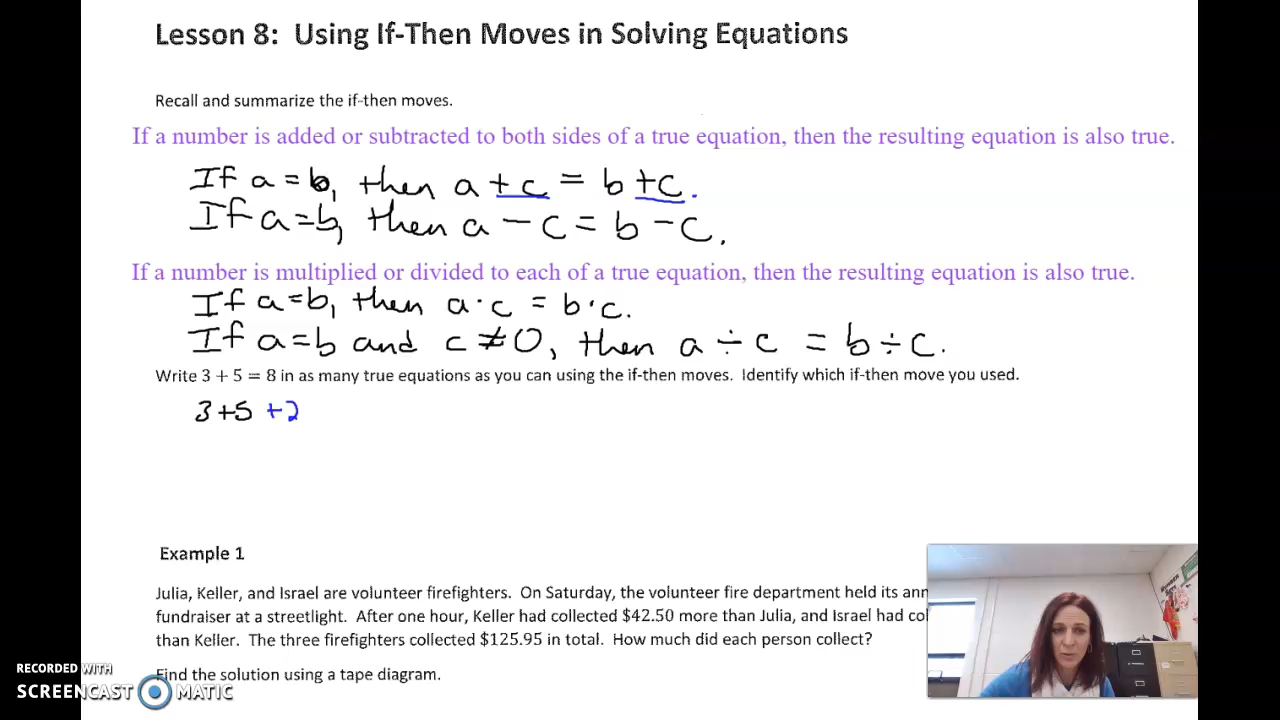 Lesson 8: Using If-Then Moves in Solving Equations
Recall and summarize the if-then moves.
If a number is added or subtracted to both sides of a true equation, then the resulting equation is also true.
If a = b, then a + c = b + c.
If a = b, then a - c = b - c.
If a number is multiplied or divided to each of a true equation, then the resulting equation is also true.
If a = b, then a · c = b · c.
If a = b and c ≠ 0, then a ÷ c = b ÷ c.
Write 3 + 5 = 8 in as many true equations as you can using the if-then moves. Identify which if-then move you used.
3+5 +2
Example 1
Julia, Keller, and Israel are volunteer firefighters. On Saturday, the volunteer fire department held its
fundraiser at a streetlight. After one hour, Keller had collected $42.50 more than Julia, and Israel had
than Keller. The three firefighters collected $125.95 in total. How much did each person collect?
Find the solution using a tape diagram.
RECORDED WITH
SCREENCAST MATIC